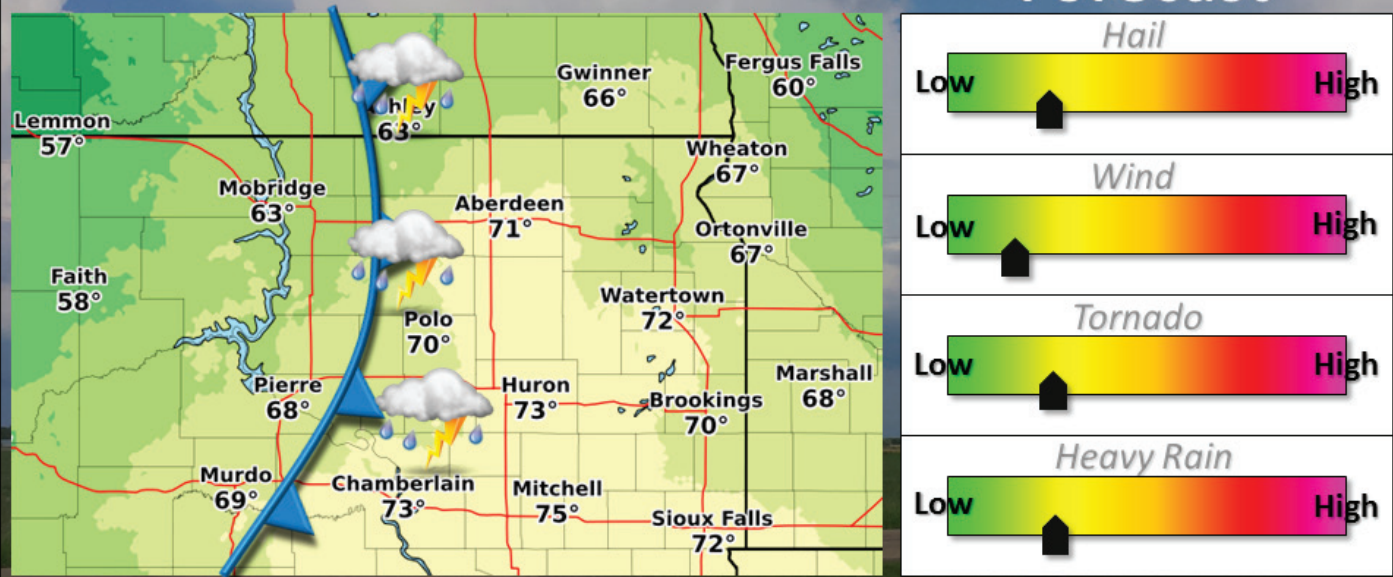 Gwinner
66°
Fergus Falls
60°
63°
Lemmon
57°
Wheaton
67°
Mobridge
63°
Aberdeen
71°
Ortonville
67°
Faith
58°
Watertown
72°
Polo
70°
Pierre
68°
Huron
73°
Marshall
68°
Brookings
70°
Murdo
69°
Chamberlain
73°
Mitchell
75°
Sioux Falls
72°
Hail
Low High
Wind
Low High
Tornado
Low High
Heavy Rain
Low High